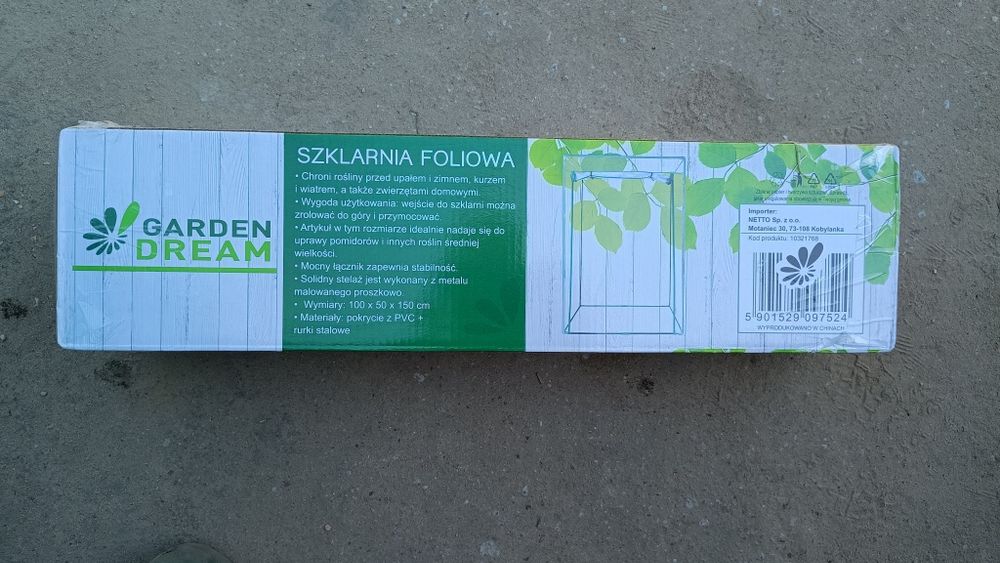 GARDEN
DREAM
SZKLARNIA FOLIOWA
• Chroni rośliny przed upałem i zimnem, kurzem
i wiatrem, a także zwierzętami domowymi.
• Wygoda użytkowania: wejście do szklarni można
zrolować do góry i przymocować.
• Artykuł w tym rozmiarze idealnie nadaje się do
uprawy pomidorów i innych roślin średniej
wielkości.
• Mocny łącznik zapewnia stabilność.
• Solidny stelaż jest wykonany z metalu
malowanego proszkowo.
• Wymiary: 100 x 50 x 150 cm
• Materiały: pokrycie z PVC +
rurki stalowe
Importer:
NETTO Sp. z o.o.
Motaniec 30, 73-108 Kobylanka
Kod produktu: 10321768
5 901529 097524
WYPRODUKOWANO W CHINACH